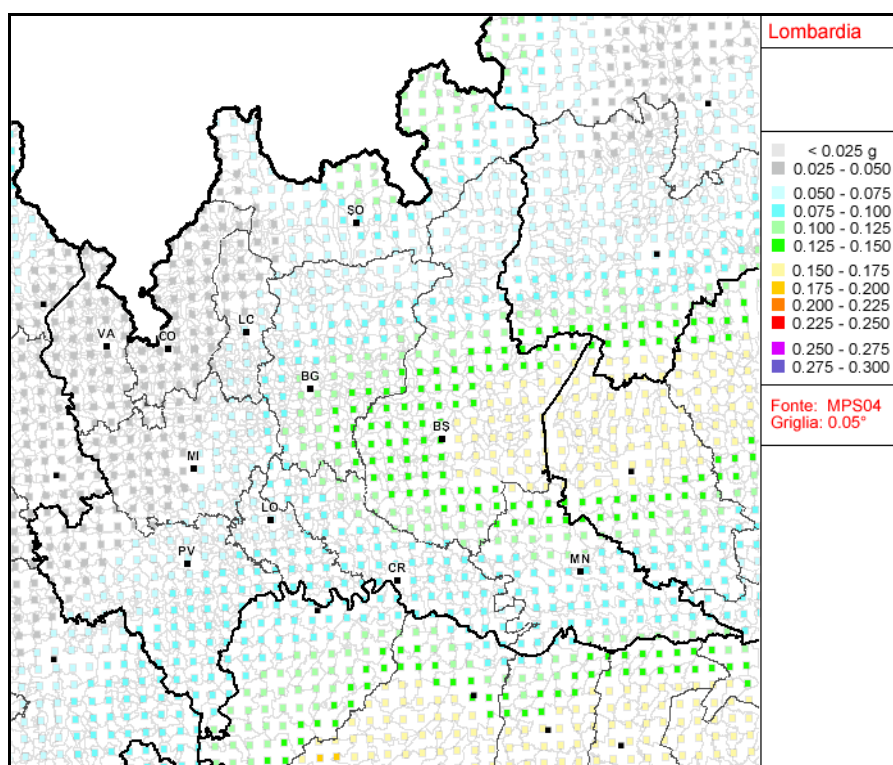 Lombardia
< 0.025 g
0.025 - 0.050
0.050 - 0.075
0.075 - 0.100
0.100 - 0.125
0.125 - 0.150
0.150 - 0.175
0.175 - 0.200
0.200 - 0.225
0.225 - 0.250
0.250 - 0.275
0.275 - 0.300
Fonte: MPS04
Griglia: 0.05°
SO
LC
VA
CO
BG
BS
MI
LO
PV
MN
CR